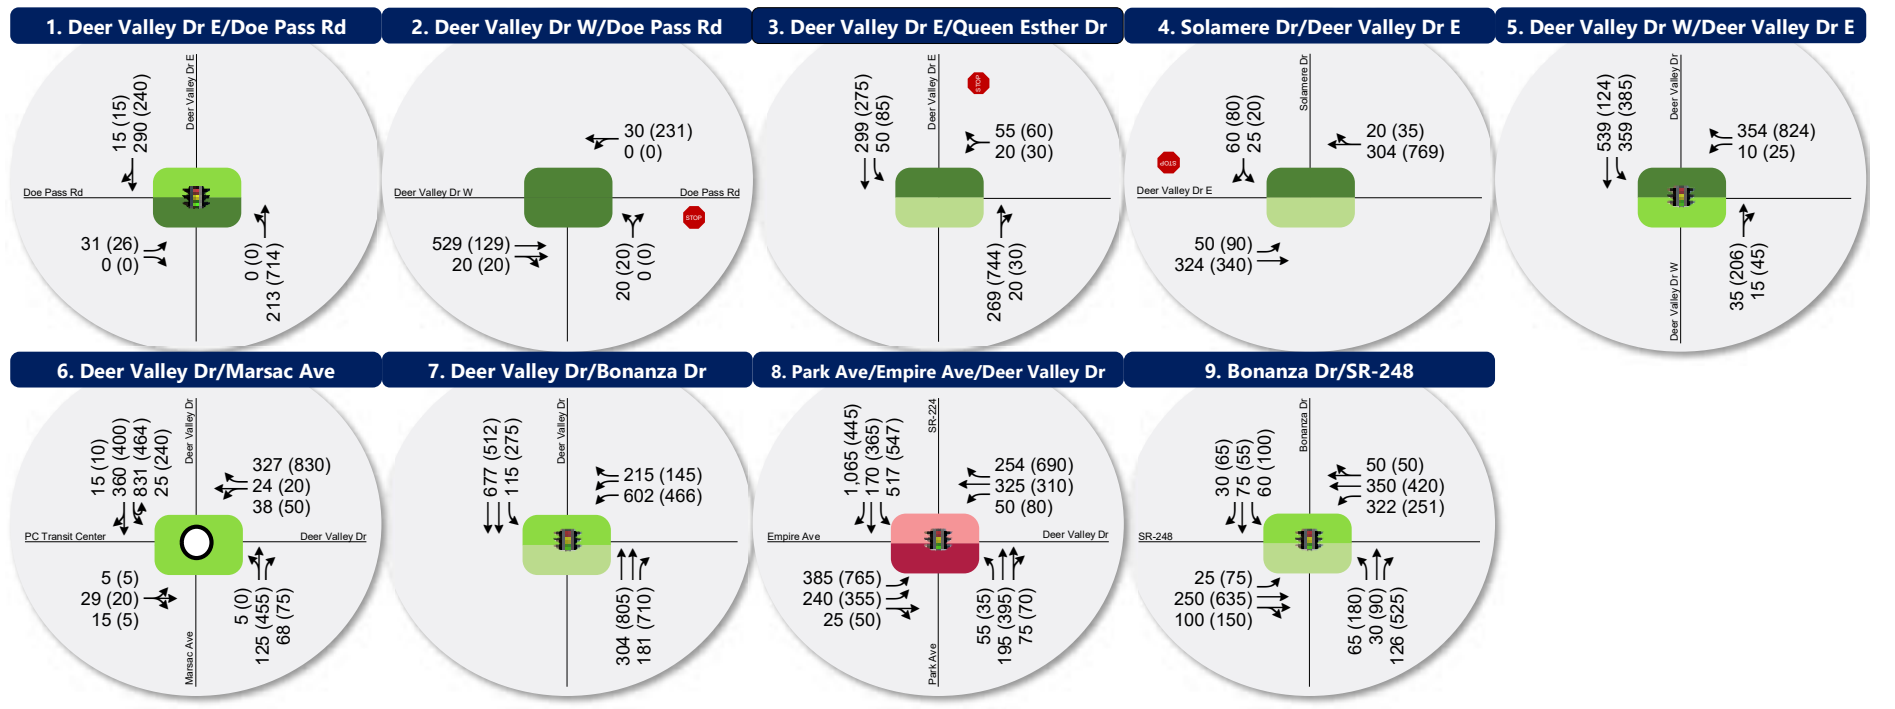 1. Deer Valley Dr E/Doe Pass Rd
15 (15)
290 (240)
Deer Valley Dr E
Doe Pass Rd
31 (26)
0 (0)
0 (0)
213 (714)
2. Deer Valley Dr W/Doe Pass Rd
30 (231)
0 (0)
Deer Valley Dr W
Doe Pass Rd
STOP
529 (129)
20 (20)
20 (20)
0 (0)
3. Deer Valley Dr E/Queen Esther Dr
299 (275)
50 (85)
Deer Valley Dr E
STOP
55 (60)
20 (30)
269 (744)
20 (30)
4. Solamere Dr/Deer Valley Dr E
60 (80)
25 (20)
Solamere Dr
20 (35)
304 (769)
STOP
Deer Valley Dr E
50 (90)
324 (340)
5. Deer Valley Dr W/Deer Valley Dr E
539 (124)
359 (385)
Deer Valley Dr
354 (824)
10 (25)
Deer Valley Dr W
35 (206)
15 (45)
6. Deer Valley Dr/Marsac Ave
15 (10)
360 (400)
831 (464)
25 (240)
Deer Valley Dr
327 (830)
24 (20)
38 (50)
PC Transit Center
Deer Valley Dr
5 (5)
29 (20)
15 (5)
Marsac Ave
5 (0)
125 (455)
68 (75)
7. Deer Valley Dr/Bonanza Dr
677 (512)
115 (275)
Deer Valley Dr
215 (145)
602 (466)
304 (805)
181 (710)
8. Park Ave/Empire Ave/Deer Valley Dr
1,065 (445)
170 (365)
517 (547)
SR-224
254 (690)
325 (310)
50 (80)
Empire Ave
Deer Valley Dr
385 (765)
240 (355)
25 (50)
Park Ave
55 (35)
195 (395)
75 (70)
9. Bonanza Dr/SR-248
30 (65)
75 (55)
60 (100)
Bonanza Dr
50 (50)
350 (420)
322 (251)
SR-248
25 (75)
250 (635)
100 (150)
65 (180)
30 (90)
126 (525)